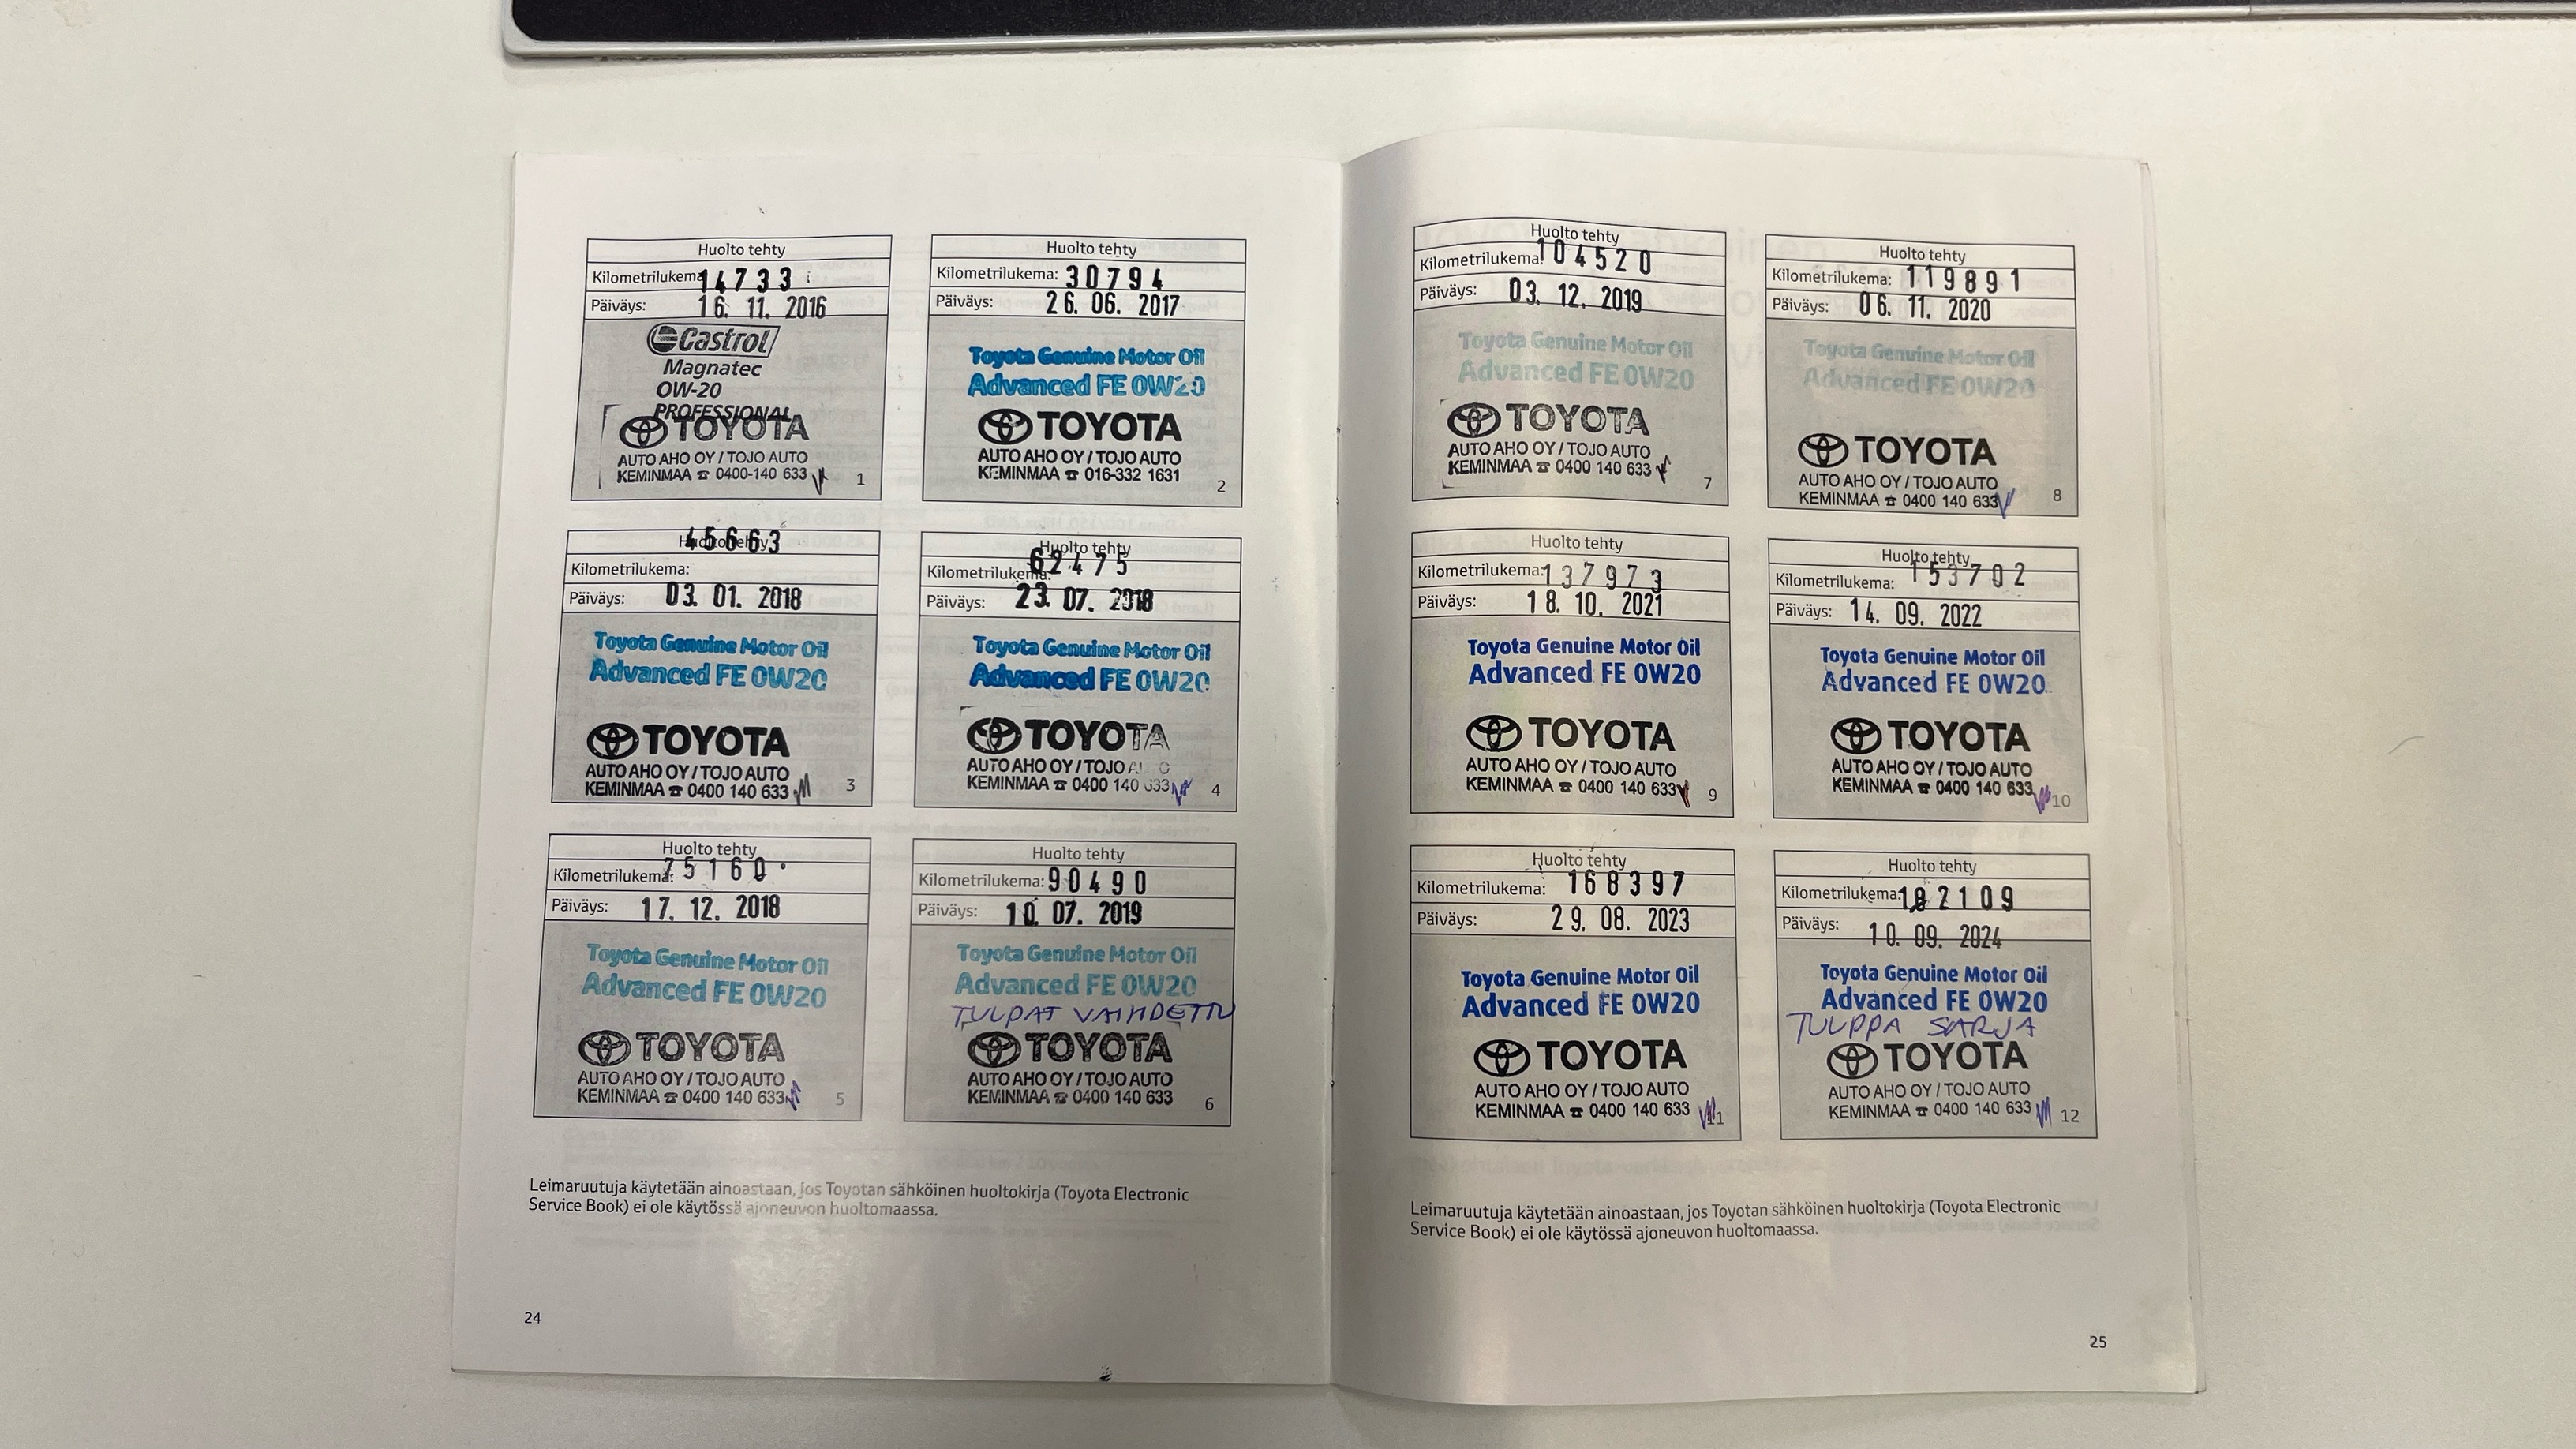 Huolto tehty
Kilometrilukema: 14733
Päiväys: 16. 11. 2016
Castrol
Magnatec
0W-20
PROFESSIONAL
TOYOTA
AUTO AHO OY / TOJO AUTO
KEMINMAA ☎ 0400-140 633
1
Huolto tehty
Kilometrilukema: 30794
Päiväys: 26. 06. 2017
Toyota Genuine Motor Oil
Advanced FE 0W20
TOYOTA
AUTO AHO OY / TOJO AUTO
KEMINMAA ☎ 016-332 1631
2
Huolto tehty
Kilometrilukema: 45663
Päiväys: 03. 01. 2018
Toyota Genuine Motor Oil
Advanced FE 0W20
TOYOTA
AUTO AHO OY / TOJO AUTO
KEMINMAA ☎ 0400 140 633
3
Huolto tehty
Kilometrilukema: 62475
Päiväys: 23. 07. 2018
Toyota Genuine Motor Oil
Advanced FE 0W20
TOYOTA
AUTO AHO OY / TOJO AUTO
KEMINMAA ☎ 0400 140 633
4
Huolto tehty
Kilometrilukema: 75160
Päiväys: 17. 12. 2018
Toyota Genuine Motor Oil
Advanced FE 0W20
TOYOTA
AUTO AHO OY / TOJO AUTO
KEMINMAA ☎ 0400 140 633
5
Huolto tehty
Kilometrilukema: 90490
Päiväys: 10. 07. 2019
Toyota Genuine Motor Oil
Advanced FE 0W20
TULPAT VAIHDETTU
TOYOTA
AUTO AHO OY / TOJO AUTO
KEMINMAA ☎ 0400 140 633
6
Leimaruutuja käytetään ainoastaan, jos Toyotan sähköinen huoltokirja (Toyota Electronic
Service Book) ei ole käytössä ajoneuvon huoltomaassa.
24
Huolto tehty
Kilometrilukema: 104520
Päiväys: 03. 12. 2019
Toyota Genuine Motor Oil
Advanced FE 0W20
TOYOTA
AUTO AHO OY / TOJO AUTO
KEMINMAA ☎ 0400 140 633
7
Huolto tehty
Kilometrilukema: 119891
Päiväys: 06. 11. 2020
Toyota Genuine Motor Oil
Advanced FE 0W20
TOYOTA
AUTO AHO OY / TOJO AUTO
KEMINMAA ☎ 0400 140 633
8
Huolto tehty
Kilometrilukema: 137973
Päiväys: 18. 10. 2021
Toyota Genuine Motor Oil
Advanced FE 0W20
TOYOTA
AUTO AHO OY / TOJO AUTO
KEMINMAA ☎ 0400 140 633
9
Huolto tehty
Kilometrilukema: 153702
Päiväys: 14. 09. 2022
Toyota Genuine Motor Oil
Advanced FE 0W20
TOYOTA
AUTO AHO OY / TOJO AUTO
KEMINMAA ☎ 0400 140 633
10
Huolto tehty
Kilometrilukema: 168397
Päiväys: 29. 08. 2023
Toyota Genuine Motor Oil
Advanced FE 0W20
TOYOTA
AUTO AHO OY / TOJO AUTO
KEMINMAA ☎ 0400 140 633
11
Huolto tehty
Kilometrilukema: 182109
Päiväys: 10. 09. 2024
Toyota Genuine Motor Oil
Advanced FE 0W20
TULPPA SARJA
TOYOTA
AUTO AHO OY / TOJO AUTO
KEMINMAA ☎ 0400 140 633
12
Leimaruutuja käytetään ainoastaan, jos Toyotan sähköinen huoltokirja (Toyota Electronic
Service Book) ei ole käytössä ajoneuvon huoltomaassa.
25